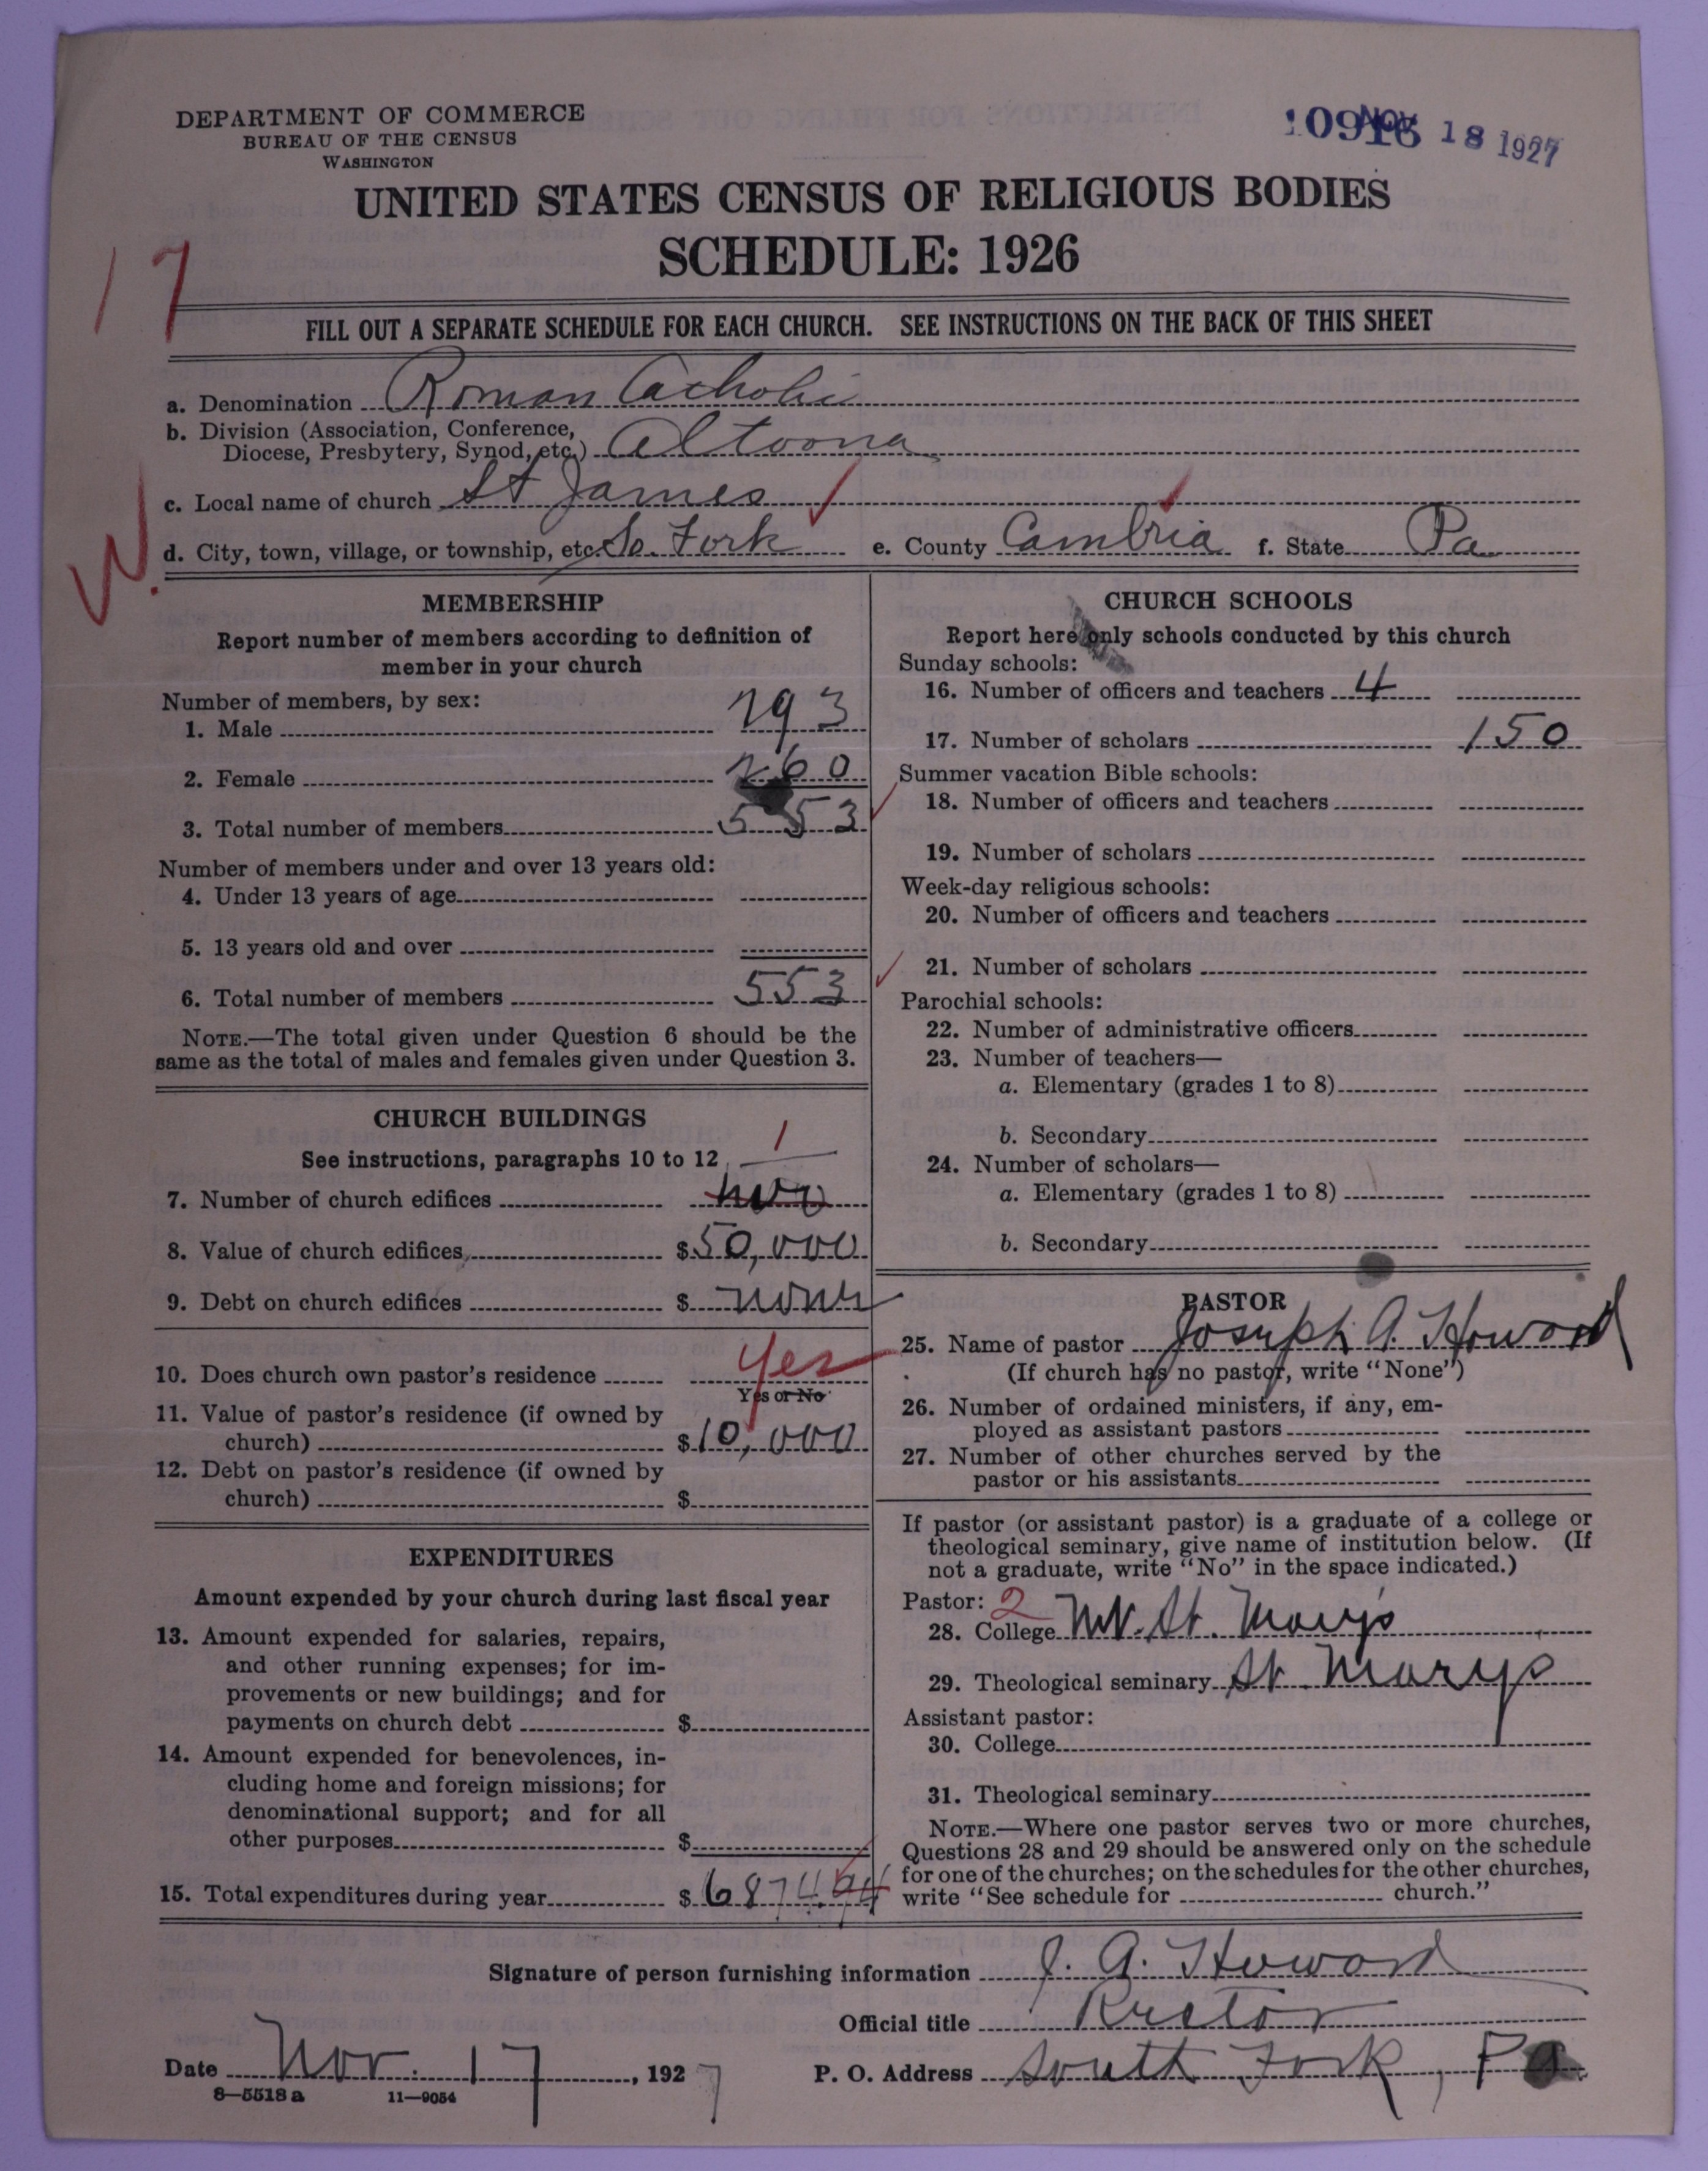 DEPARTMENT OF COMMERCE
BUREAU OF THE CENSUS
WASHINGTON
NOV 18 1927
UNITED STATES CENSUS OF RELIGIOUS BODIES
SCHEDULE: 1926
17
FILL OUT A SEPARATE SCHEDULE FOR EACH CHURCH. SEE INSTRUCTIONS ON THE BACK OF THIS SHEET
a. Denomination Roman Catholic
b. Division (Association, Conference,
Diocese, Presbytery, Synod, etc.) Altoona
c. Local name of church St James
d. City, town, village, or township, etc. So. Fork e. County Cambria f. State Pa
MEMBERSHIP
Report number of members according to definition of
member in your church
Number of members, by sex:
1. Male 293
2. Female 260
3. Total number of members 553
Number of members under and over 13 years old:
4. Under 13 years of age
5. 13 years old and over
6. Total number of members 553
NOTE.—The total given under Question 6 should be the
same as the total of males and females given under Question 3.
CHURCH BUILDINGS
See instructions, paragraphs 10 to 12
1
7. Number of church edifices two
8. Value of church edifices $50,000
9. Debt on church edifices $ none
10. Does church own pastor's residence Yes
Yes or No
11. Value of pastor's residence (if owned by
church) $10,000
12. Debt on pastor's residence (if owned by
church) $
EXPENDITURES
Amount expended by your church during last fiscal year
13. Amount expended for salaries, repairs,
and other running expenses; for im-
provements or new buildings; and for
payments on church debt $
14. Amount expended for benevolences, in-
cluding home and foreign missions; for
denominational support; and for all
other purposes $
15. Total expenditures during year $6874.94
CHURCH SCHOOLS
Report here only schools conducted by this church
Sunday schools:
16. Number of officers and teachers 4
17. Number of scholars 150
Summer vacation Bible schools:
18. Number of officers and teachers
19. Number of scholars
Week-day religious schools:
20. Number of officers and teachers
21. Number of scholars
Parochial schools:
22. Number of administrative officers
23. Number of teachers—
a. Elementary (grades 1 to 8)
b. Secondary
24. Number of scholars—
a. Elementary (grades 1 to 8)
b. Secondary
PASTOR
25. Name of pastor Joseph A. Howard
(If church has no pastor, write "None")
26. Number of ordained ministers, if any, em-
ployed as assistant pastors
27. Number of other churches served by the
pastor or his assistants
If pastor (or assistant pastor) is a graduate of a college or
theological seminary, give name of institution below. (If
not a graduate, write "No" in the space indicated.)
Pastor: 2
28. College Mt. St. Mary's
29. Theological seminary St. Marys
Assistant pastor:
30. College
31. Theological seminary
NOTE.—Where one pastor serves two or more churches,
Questions 28 and 29 should be answered only on the schedule
for one of the churches; on the schedules for the other churches,
write "See schedule for church."
Signature of person furnishing information J. A. Howard
Official title Rector
Date Nov. 17, 1927 P. O. Address South Fork, Pa
8—5518 a 11—9054